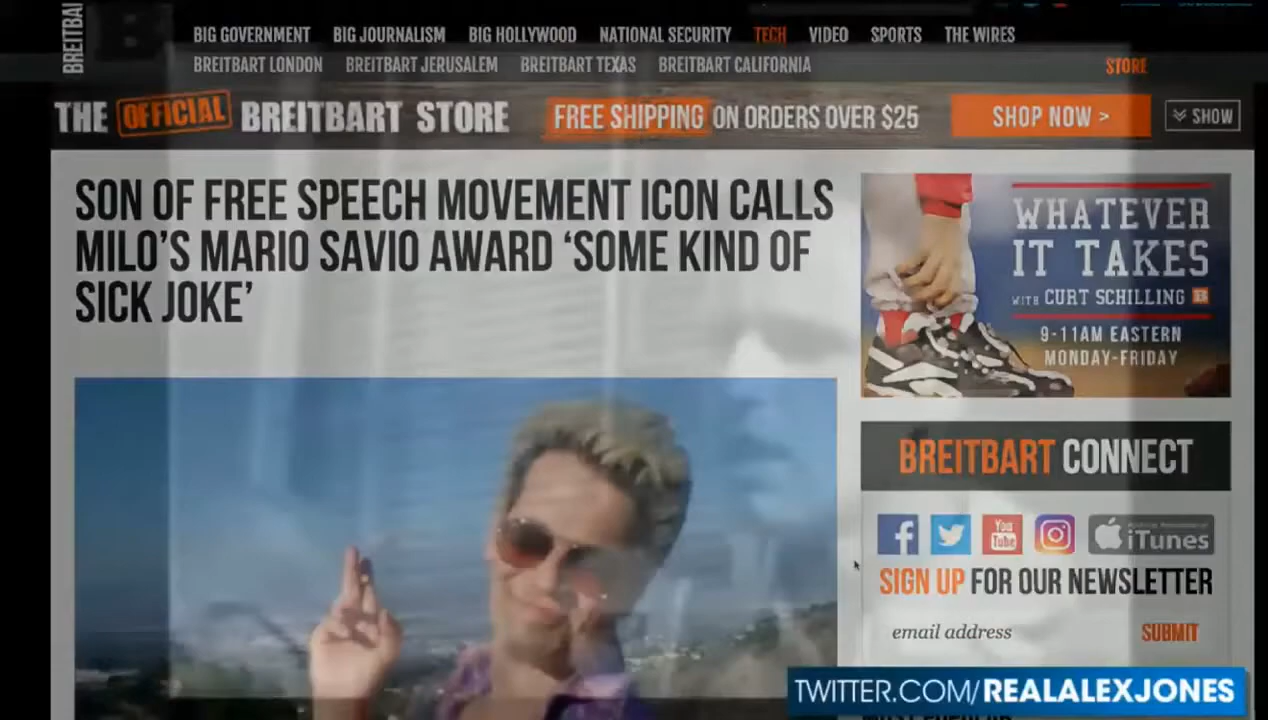 BREITBA
B
BIG GOVERNMENT BIG JOURNALISM BIG HOLLYWOOD NATIONAL SECURITY TECH VIDEO SPORTS THE WIRES
BREITBART LONDON BREITBART JERUSALEM BREITBART TEXAS BREITBART CALIFORNIA STORE
THE OFFICIAL BREITBART STORE FREE SHIPPING ON ORDERS OVER $25 SHOP NOW > SHOW
SON OF FREE SPEECH MOVEMENT ICON CALLS
MILO'S MARIO SAVIO AWARD ‘SOME KIND OF
SICK JOKE’
WHATEVER
IT TAKES
WITH CURT SCHILLING B
9-11AM EASTERN
MONDAY-FRIDAY
BREITBART CONNECT
You
Tube
iTunes
SIGN UP FOR OUR NEWSLETTER
email address SUBMIT
TWITTER.COM/REALALEXJONES